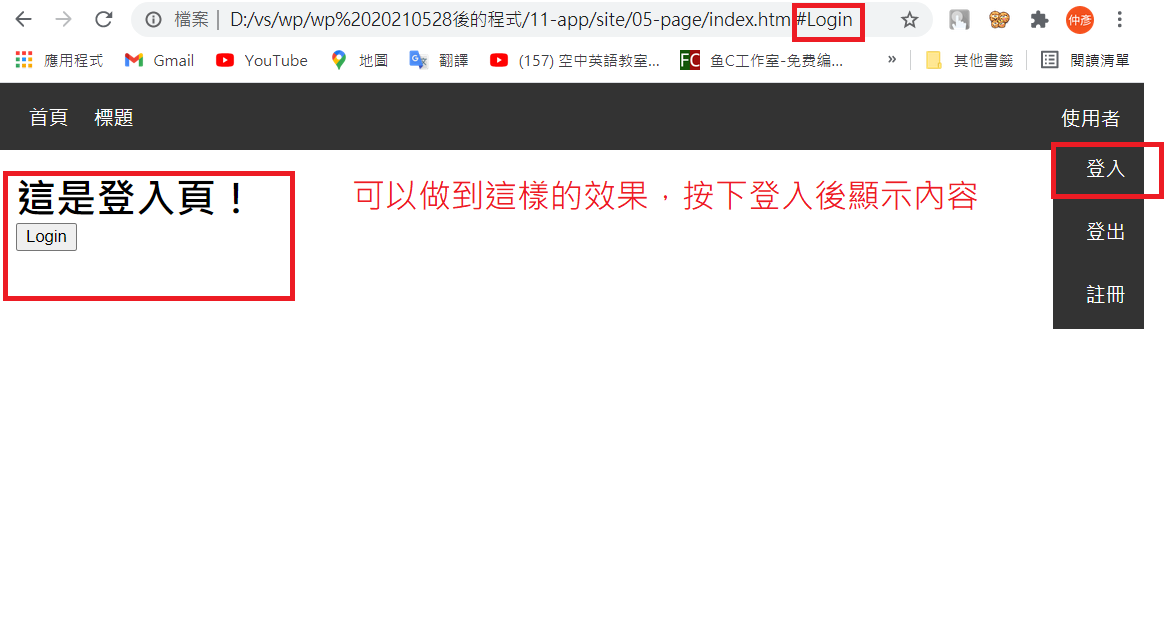 檔案 | D:/vs/wp/wp%2020210528後的程式/11-app/site/05-page/index.html#Login
仲彥
應用程式 Gmail YouTube 地圖 翻譯 (157) 空中英語教室... FC 鱼C工作室-免费编... » 其他書籤 閱讀清單
首頁 標題 使用者
登入
這是登入頁！
可以做到這樣的效果，按下登入後顯示內容
Login
登出
註冊